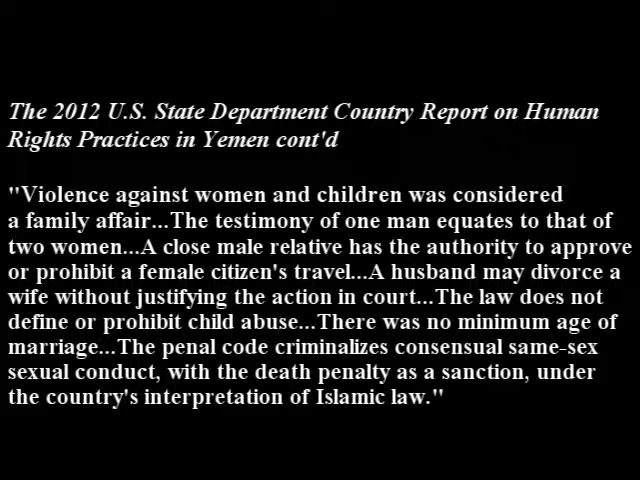 The 2012 U.S. State Department Country Report on Human
Rights Practices in Yemen cont'd
"Violence against women and children was considered
a family affair...The testimony of one man equates to that of
two women...A close male relative has the authority to approve
or prohibit a female citizen's travel...A husband may divorce a
wife without justifying the action in court...The law does not
define or prohibit child abuse...There was no minimum age of
marriage...The penal code criminalizes consensual same-sex
sexual conduct, with the death penalty as a sanction, under
the country's interpretation of Islamic law."